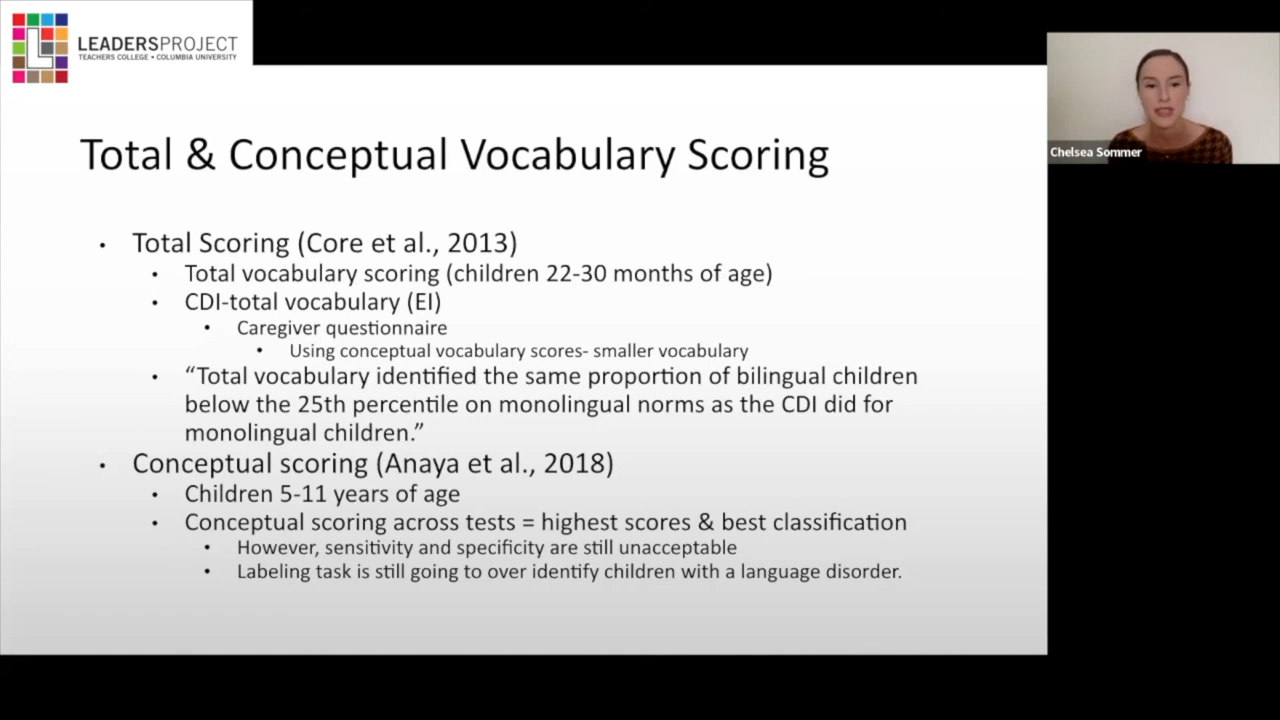 LEADERSPROJECT
TEACHERS COLLEGE • COLUMBIA UNIVERSITY
Chelsea Sommer
Total & Conceptual Vocabulary Scoring
• Total Scoring (Core et al., 2013)
• Total vocabulary scoring (children 22-30 months of age)
• CDI-total vocabulary (EI)
• Caregiver questionnaire
• Using conceptual vocabulary scores- smaller vocabulary
• “Total vocabulary identified the same proportion of bilingual children
below the 25th percentile on monolingual norms as the CDI did for
monolingual children.”
• Conceptual scoring (Anaya et al., 2018)
• Children 5-11 years of age
• Conceptual scoring across tests = highest scores & best classification
• However, sensitivity and specificity are still unacceptable
• Labeling task is still going to over identify children with a language disorder.